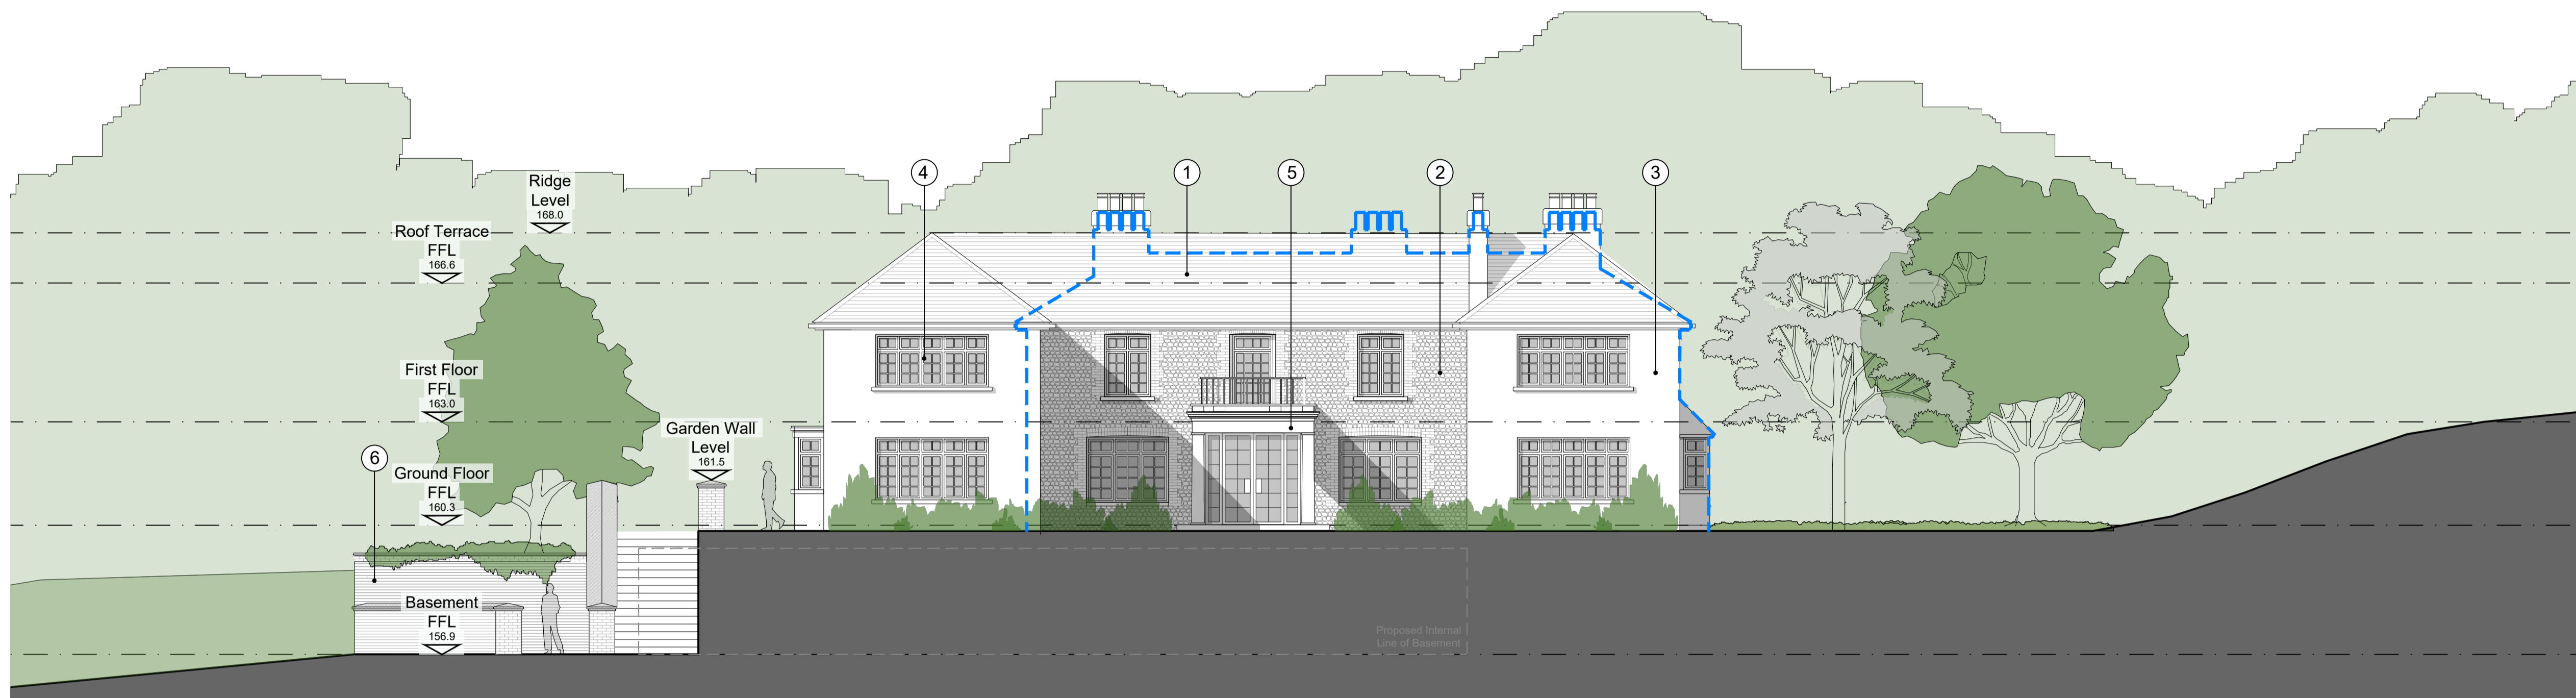 4
1
5
2
3
Ridge
Level
168.0
Roof Terrace
FFL
166.6
First Floor
FFL
163.0
Garden Wall
Level
161.5
6
Ground Floor
FFL
160.3
Basement
FFL
156.9
Proposed Internal
Line of Basement